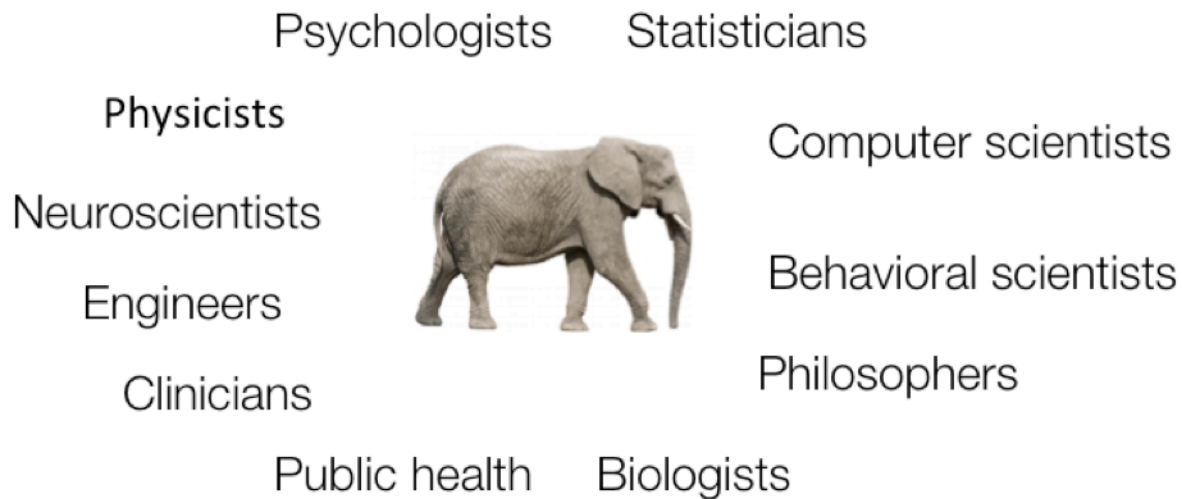 Psychologists Statisticians
Physicists
Computer scientists
Neuroscientists
Behavioral scientists
Engineers
Philosophers
Clinicians
Public health Biologists